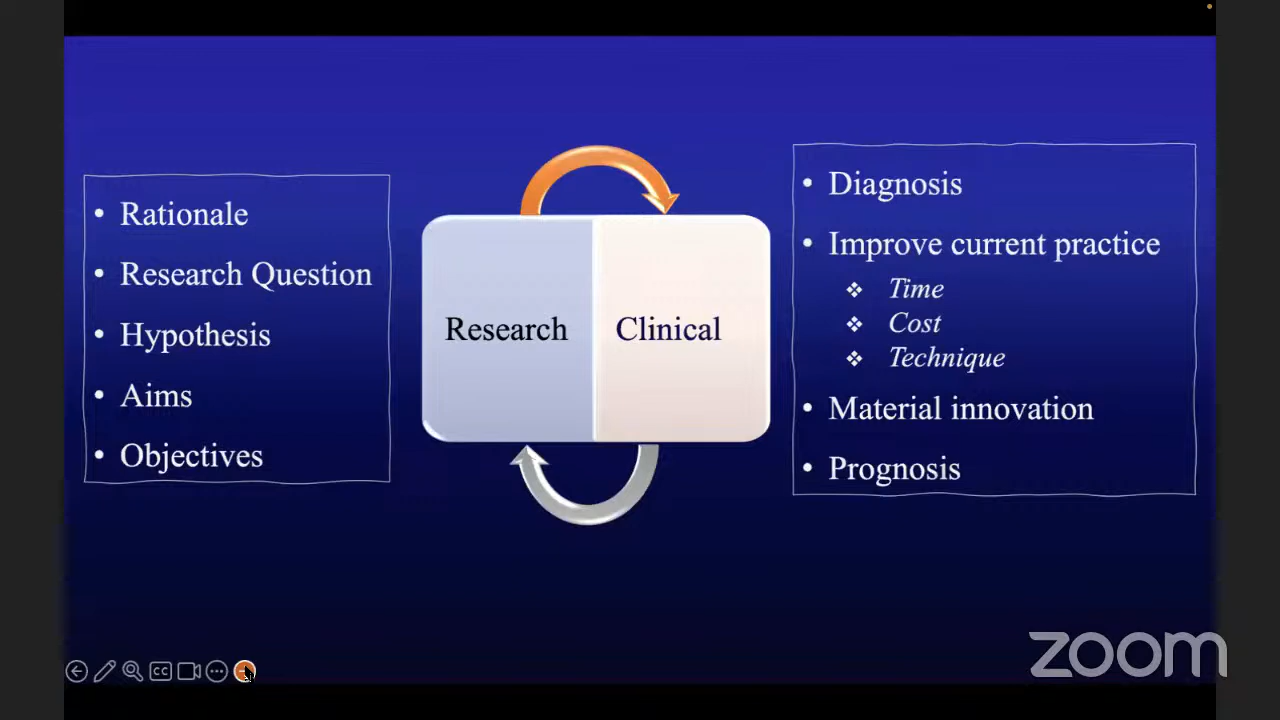 • Rationale
• Research Question
• Hypothesis
• Aims
• Objectives
Research
Clinical
• Diagnosis
• Improve current practice
❖ Time
❖ Cost
❖ Technique
• Material innovation
• Prognosis
CC
zoom